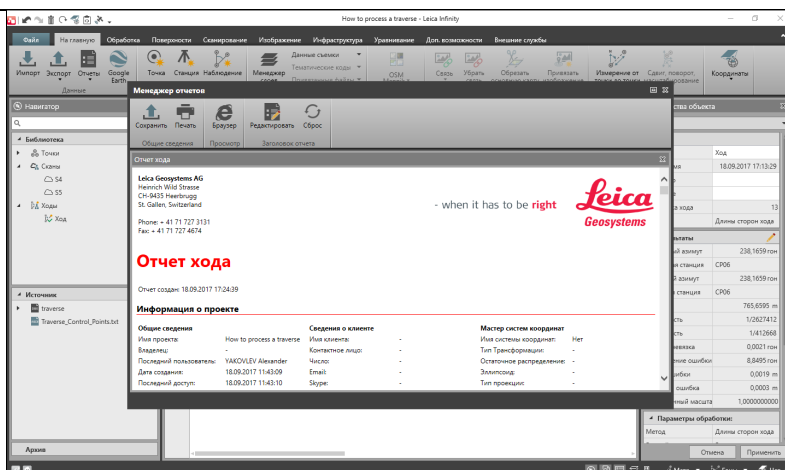 How to process a traverse - Leica Infinity
Файл На главную Обработка Поверхности Сканирование Изображение Инфраструктура Уравнивание Доп. возможности Внешние службы
Импорт Экспорт Отчеты Google Earth
Точка Станция Наблюдение Менеджер
Данные съемки
Тематические коды
OSM
Связь Убрать Обрезать Привязать
Измерение от Сдвиг, поворот,
Координаты
Данные
Навигатор
Библиотека
Точки
Сканы
S4
S5
Ходы
Ход
Источник
traverse
Traverse_Control_Points.txt
Архив
Менеджер отчетов
Сохранить Печать Браузер Редактировать Сброс
Общие сведения Просмотр Заголовок отчета
Отчет хода
Leica Geosystems AG
Heinrich Wild Strasse
CH-9435 Heerbrugg
St. Gallen, Switzerland
Phone: + 41 71 727 3131
Fax: + 41 71 727 4674
- when it has to be right
Leica
Geosystems
Отчет хода
Отчет создан: 18.09.2017 17:24:39
Информация о проекте
Общие сведения Сведения о клиенте Мастер систем координат
Имя проекта: How to process a traverse Имя клиента: - Имя системы координат: Нет
Владелец: - Контактное лицо: - Тип Трансформации: -
Последний пользователь: YAKOVLEV Alexander Число: - Остаточное распределение: -
Дата создания: 18.09.2017 11:43:09 Email: - Эллипсоид: -
Последний доступ: 18.09.2017 11:43:10 Skype: - Тип проекции: -
ства объекта
Ход
18.09.2017 17:13:29
ка хода 13
Длины сторон хода
238,1659 гон
станция CP06
238,1659 гон
станция CP06
765,6595 m
1/2627412
1/412668
0,0021 гон
ние ошибки 8,8495 гон
0,0019 m
ошибка 0,0003 m
1,0000000000
Параметры обработки:
Метод Длины сторон хода
Отмена Применить